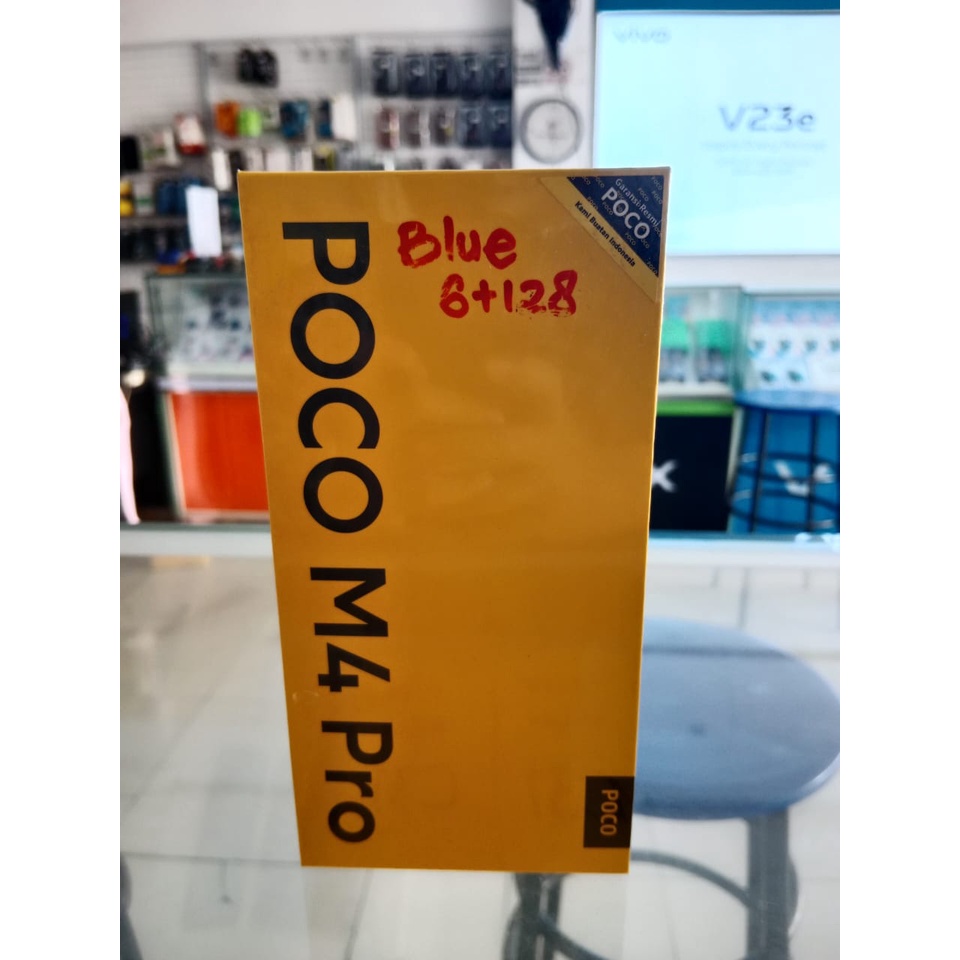 vivo
V23e
Garansi Resmi
POCO
Kami Buatan Indonesia
Blue
6+128
POCO M4 Pro
POCO